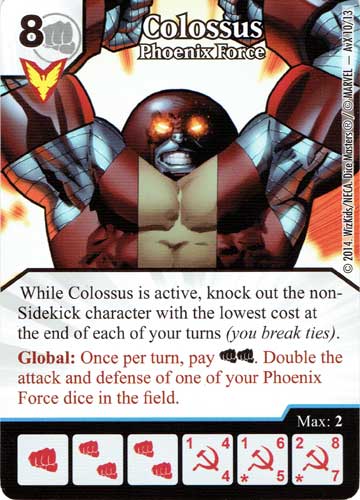 8
Colossus
Phoenix Force
© 2014. WizKids/NECA. Dice Masters ® / © MARVEL — AvX 10/13
While Colossus is active, knock out the non-
Sidekick character with the lowest cost at
the end of each of your turns (you break ties).
Global: Once per turn, pay . Double the
attack and defense of one of your Phoenix
Force dice in the field.
Max: 2
1 4 4
1 6 5
* 2 8 7